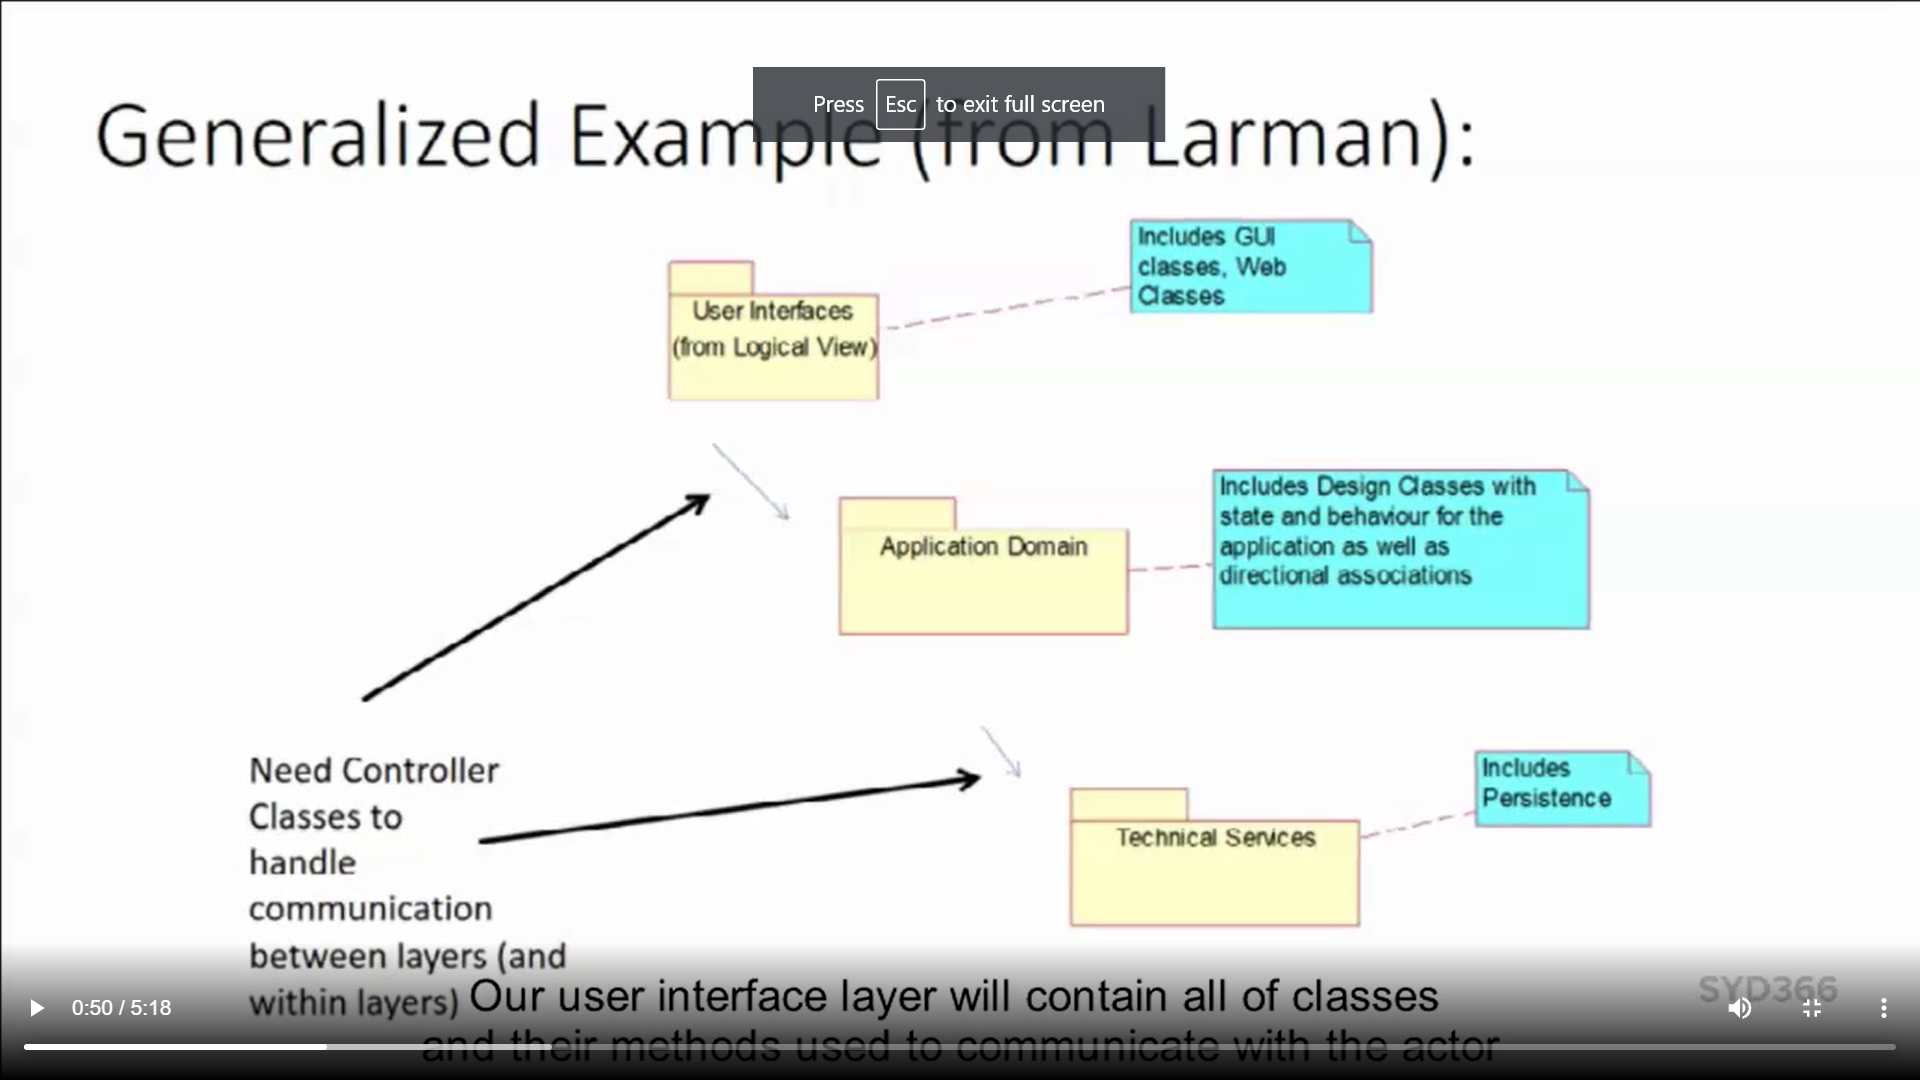 Press Esc to exit full screen
Generalized Example (from Larman):
Includes GUI
classes, Web
Classes
User Interfaces
(from Logical View)
Includes Design Classes with
state and behaviour for the
application as well as
directional associations
Application Domain
Need Controller
Classes to
handle
communication
between layers (and
within layers)
Includes
Persistence
Technical Services
SYD366
Our user interface layer will contain all of classes
and their methods used to communicate with the actor
0:50 / 5:18